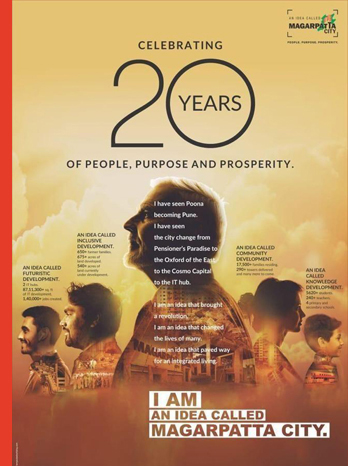 AN IDEA CALLED
MAGARPATTA
CITY
PEOPLE. PURPOSE. PROSPERITY.
CELEBRATING
20
YEARS
OF PEOPLE, PURPOSE AND PROSPERITY.
I have seen Poona
becoming Pune.
I have seen
the city change from
Pensioner's Paradise to
the Oxford of the East,
to the Cosmo Capital
to the IT hub.
I am an idea that brought
a revolution,
I am an idea that changed
the lives of many.
I am an idea that paved way
for an integrated living.
AN IDEA CALLED
FUTURISTIC
DEVELOPMENT.
AN IDEA CALLED
INCLUSIVE
DEVELOPMENT.
AN IDEA CALLED
COMMUNITY
DEVELOPMENT.
AN IDEA CALLED
KNOWLEDGE
DEVELOPMENT.
I AM
AN IDEA CALLED
MAGARPATTA CITY.